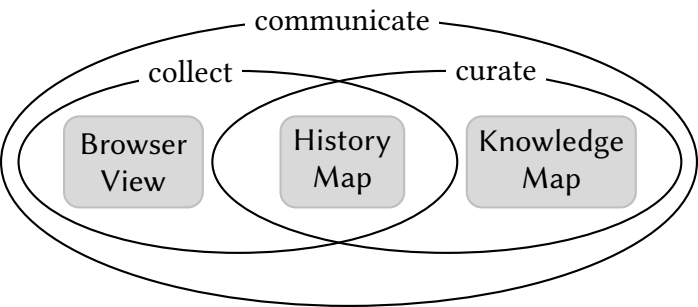 communicate
collect
curate
Browser
View
History
Map
Knowledge
Map